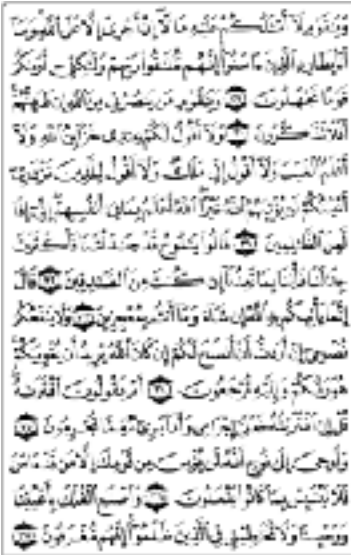 ويقوم لا أسئلكم عليه مالا إن أجري إلا على الله وما
أنا بطارد الذين ءامنوا إنهم ملقوا ربهم ولكني أرىكم
قوما تجهلون ويقوم من ينصرني من الله إن طردتهم
أفلا تذكرون ولا أقول لكم عندي خزائن الله ولا
أعلم الغيب ولا أقول إني ملك ولا أقول للذين تزدري
أعينكم لن يؤتيهم الله خيرا الله أعلم بما في أنفسهم إني إذا
لمن الظلمين قالوا ينوح قد جدلتنا فأكثرت
جدلنا فأتنا بما تعدنا إن كنت من الصدقين قال
إنما يأتيكم به الله إن شاء وما أنتم بمعجزين ولا ينفعكم
نصحي إن أردت أن أنصح لكم إن كان الله يريد أن يغويكم
هو ربكم وإليه ترجعون أم يقولون افترىه
قل إن افتريته فعلي إجرامي وأنا بريء مما تجرمون
وأوحي إلى نوح أنه لن يؤمن من قومك إلا من قد ءامن
فلا تبتئس بما كانوا يفعلون واصنع الفلك بأعيننا
ووحينا ولا تخطبني في الذين ظلموا إنهم مغرقون